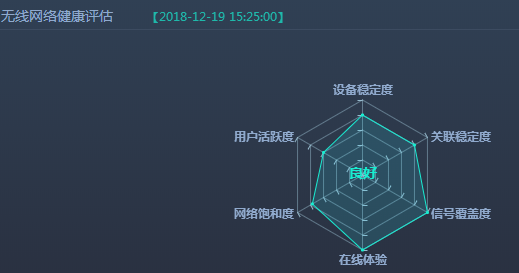 无线网络健康评估 【2018-12-19 15:25:00】
设备稳定度
用户活跃度 关联稳定度
良好
网络饱和度 信号覆盖度
在线体验